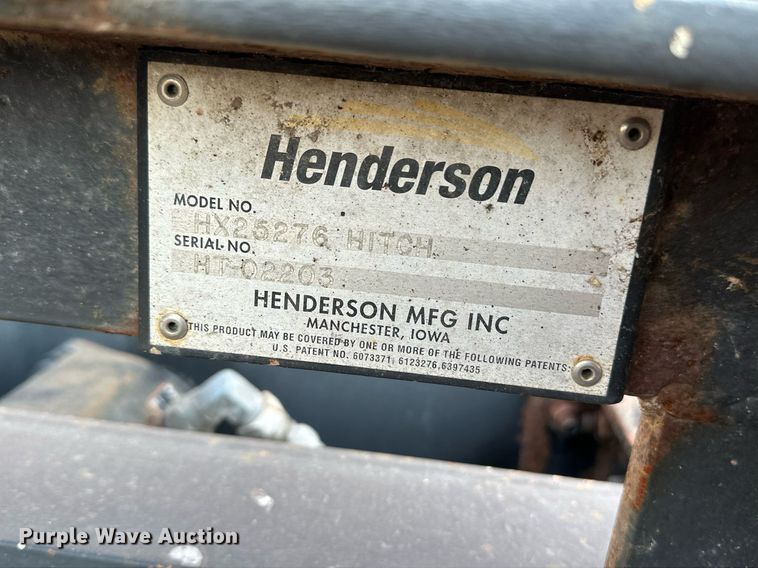 Henderson
MODEL NO.
HX25276 HITCH
SERIAL NO.
HT-02203
HENDERSON MFG INC
MANCHESTER, IOWA
THIS PRODUCT MAY BE COVERED BY ONE OR MORE OF THE FOLLOWING PATENTS:
U.S. PATENT NO. 6073371, 6123276,6397435
Purple Wave Auction